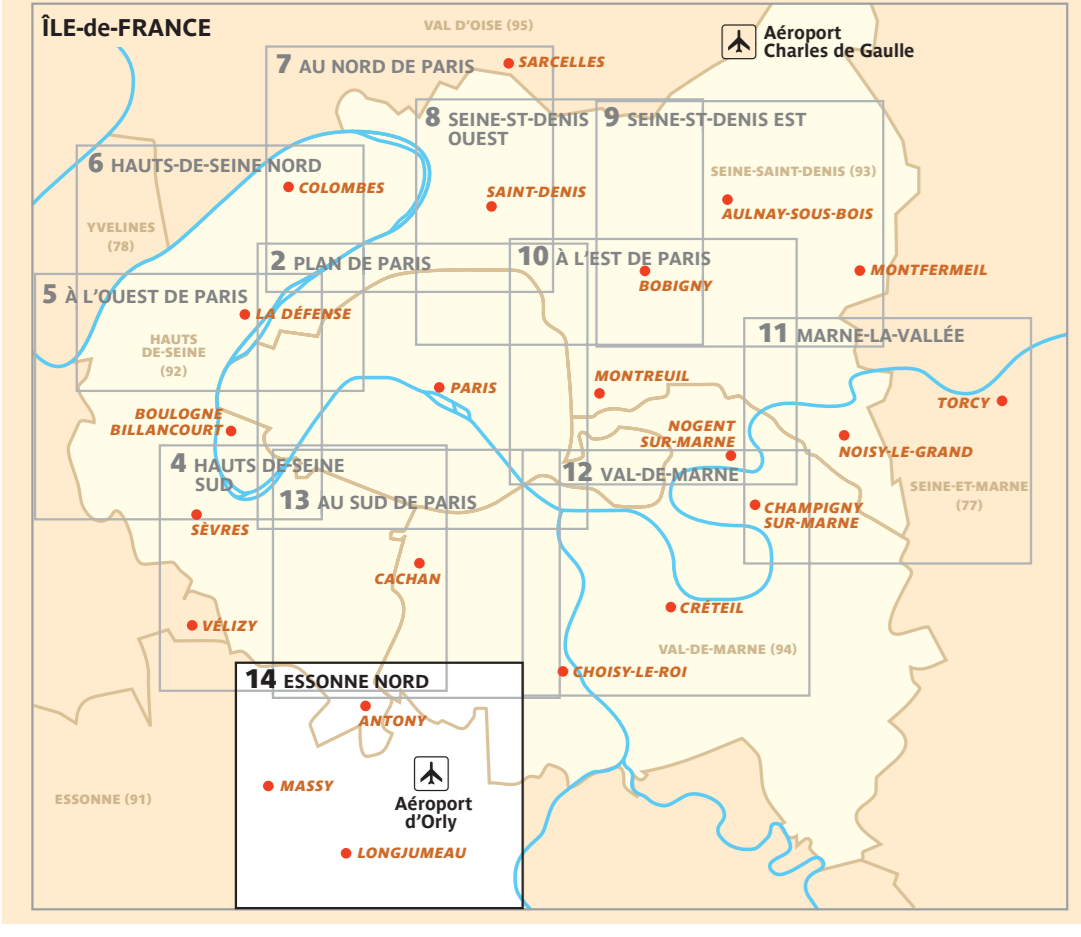 ÎLE-de-FRANCE
VAL D'OISE (95)
Aéroport
Charles de Gaulle
7 AU NORD DE PARIS
SARCELLES
8 SEINE-ST-DENIS
OUEST
9 SEINE-ST-DENIS EST
6 HAUTS-DE-SEINE NORD
COLOMBES
SAINT-DENIS
SEINE-SAINT-DENIS (93)
AULNAY-SOUS-BOIS
YVELINES
(78)
2 PLAN DE PARIS
10 À L'EST DE PARIS
BOBIGNY
MONTFERMEIL
5 À L'OUEST DE PARIS
LA DÉFENSE
HAUTS
DE-SEINE
(92)
11 MARNE-LA-VALLÉE
PARIS
MONTREUIL
TORCY
BOULOGNE
BILLANCOURT
NOGENT
SUR-MARNE
NOISY-LE-GRAND
4 HAUTS DE-SEINE
SUD
13 AU SUD DE PARIS
12 VAL-DE-MARNE
SEINE-ET-MARNE
(77)
SÈVRES
CHAMPIGNY
SUR-MARNE
CACHAN
CRÉTEIL
VÉLIZY
VAL-DE-MARNE (94)
CHOISY-LE-ROI
14 ESSONNE NORD
ANTONY
MASSY
ESSONNE (91)
Aéroport
d'Orly
LONGJUMEAU